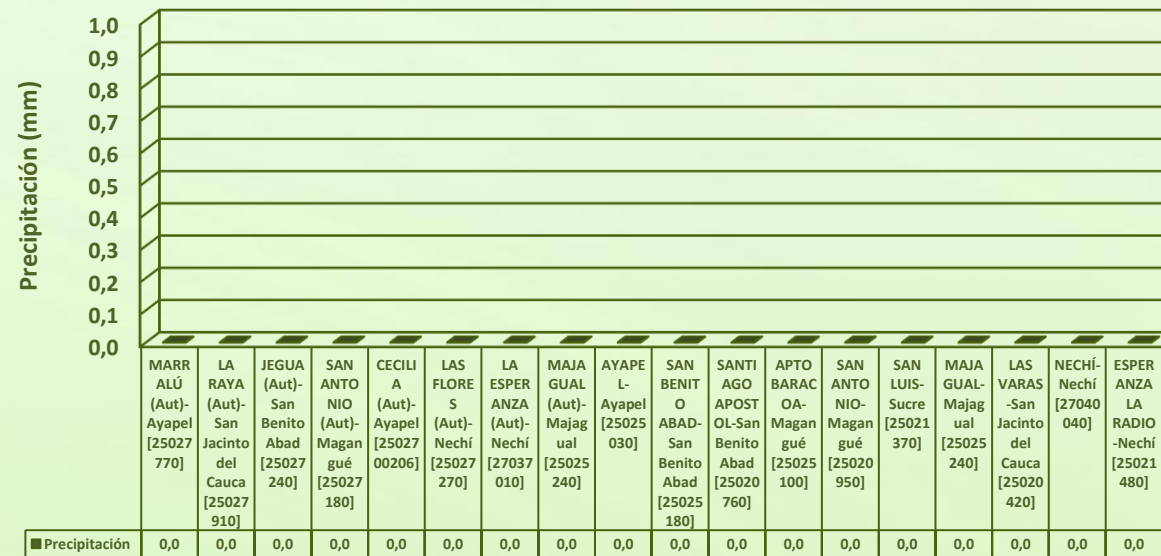 Precipitación (mm)
1,0
0,9
0,8
0,7
0,6
0,5
0,4
0,3
0,2
0,1
0,0
MARR
ALÚ
(Aut)-
Ayapel
[25027
770]
LA
RAYA
(Aut)-
San
Jacinto
del
Cauca
[25027
910]
JEGUA
(Aut)-
San
Benito
Abad
[25027
240]
SAN
ANTO
NIO
(Aut)-
Magan
gué
[25027
180]
CECILI
A
(Aut)-
Ayapel
[25027
00206]
LAS
FLORE
S
(Aut)-
Nechí
[25027
270]
LA
ESPER
ANZA
(Aut)-
Nechí
[27037
010]
MAJA
GUAL
(Aut)-
Majag
ual
[25025
240]
AYAPE
L-
Ayapel
[25025
030]
SAN
BENIT
O
ABAD-
San
Benito
Abad
[25025
180]
SANTI
AGO
APOST
OL-San
Benito
Abad
[25020
760]
APTO
BARAC
OA-
Magan
gué
[25025
100]
SAN
ANTO
NIO-
Magan
gué
[25020
950]
SAN
LUIS-
Sucre
[25021
370]
MAJA
GUAL-
Majag
ual
[25025
240]
LAS
VARAS
-San
Jacinto
del
Cauca
[25020
420]
NECHÍ-
Nechí
[27040
040]
ESPER
ANZA
LA
RADIO
-Nechí
[25021
480]
Precipitación 0,0 0,0 0,0 0,0 0,0 0,0 0,0 0,0 0,0 0,0 0,0 0,0 0,0 0,0 0,0 0,0 0,0 0,0